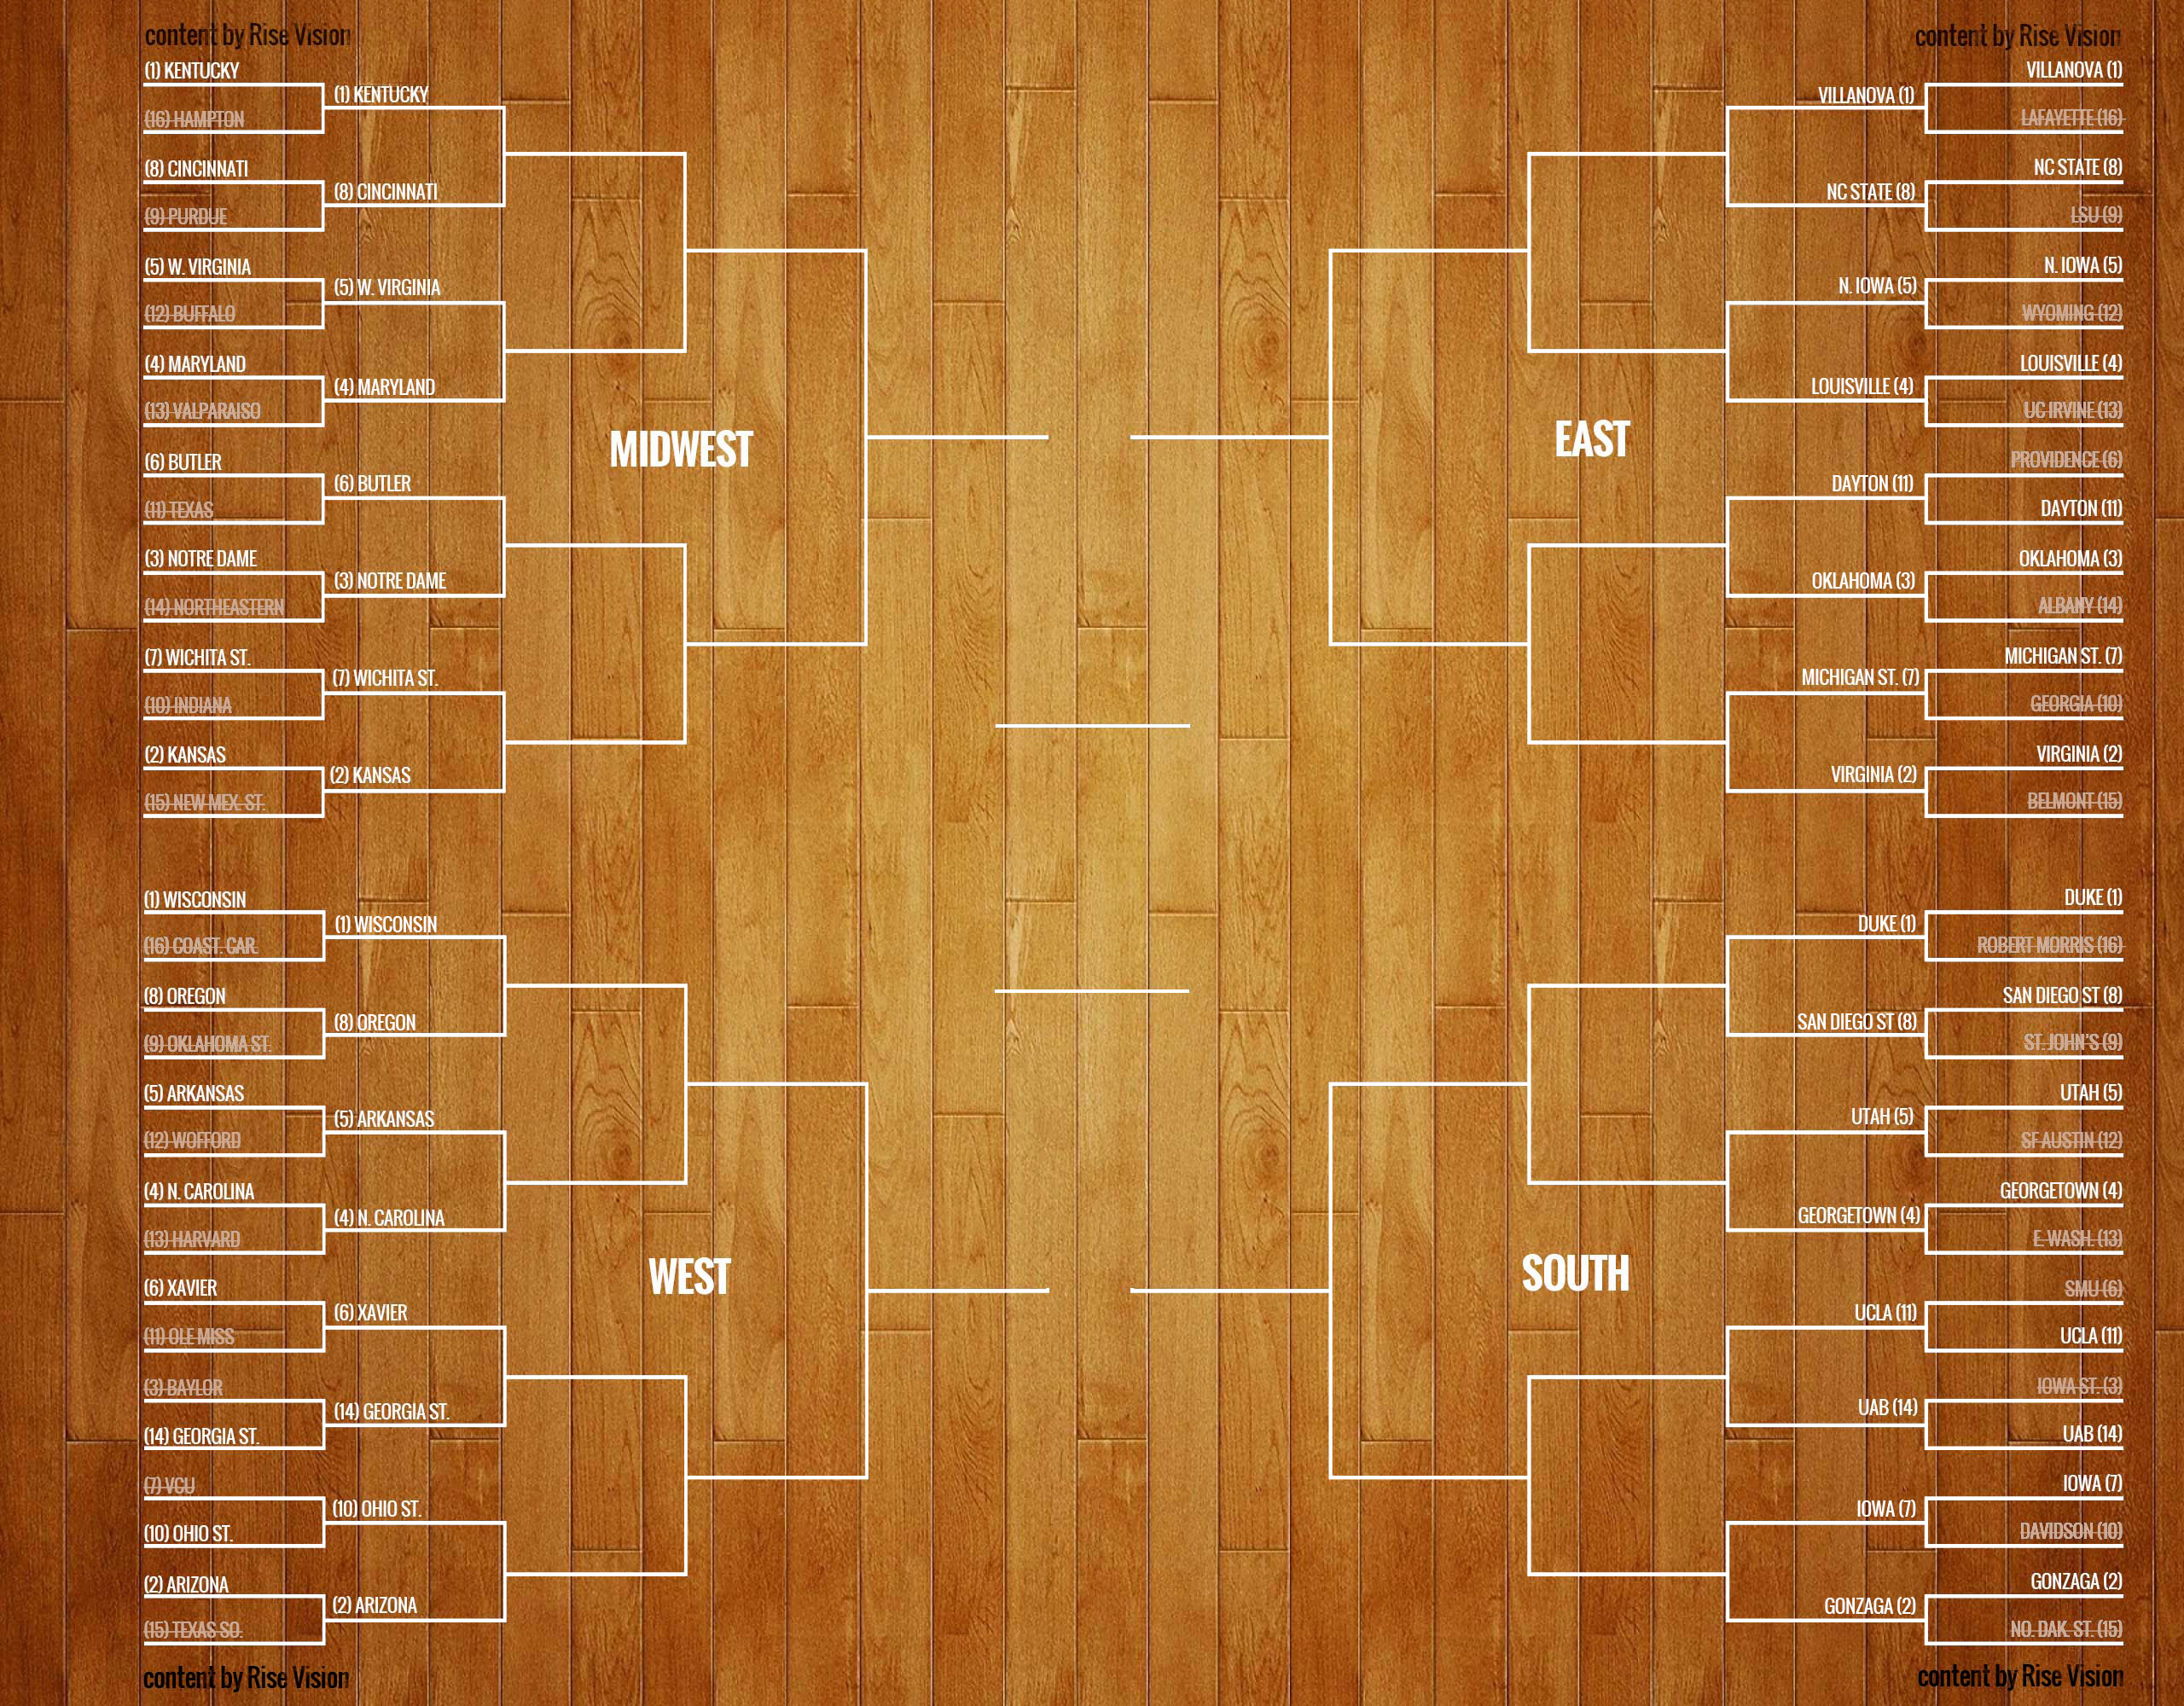 content by Rise Vision
(1) KENTUCKY
(16) HAMPTON
(8) CINCINNATI
(9) PURDUE
(5) W. VIRGINIA
(12) BUFFALO
(4) MARYLAND
(13) VALPARAISO
(6) BUTLER
(11) TEXAS
(3) NOTRE DAME
(14) NORTHEASTERN
(7) WICHITA ST.
(10) INDIANA
(2) KANSAS
(15) NEW MEX. ST.
(1) KENTUCKY
(8) CINCINNATI
(5) W. VIRGINIA
(4) MARYLAND
(6) BUTLER
(3) NOTRE DAME
(7) WICHITA ST.
(2) KANSAS
MIDWEST
(1) WISCONSIN
(16) COAST. CAR.
(8) OREGON
(9) OKLAHOMA ST.
(5) ARKANSAS
(12) WOFFORD
(4) N. CAROLINA
(13) HARVARD
(6) XAVIER
(11) OLE MISS
(3) BAYLOR
(14) GEORGIA ST.
(7) VCU
(10) OHIO ST.
(2) ARIZONA
(15) TEXAS SO.
(1) WISCONSIN
(8) OREGON
(5) ARKANSAS
(4) N. CAROLINA
(6) XAVIER
(14) GEORGIA ST.
(10) OHIO ST.
(2) ARIZONA
WEST
content by Rise Vision
content by Rise Vision
VILLANOVA (1)
LAFAYETTE (16)
NC STATE (8)
LSU (9)
N. IOWA (5)
WYOMING (12)
LOUISVILLE (4)
UC IRVINE (13)
PROVIDENCE (6)
DAYTON (11)
OKLAHOMA (3)
ALBANY (14)
MICHIGAN ST. (7)
GEORGIA (10)
VIRGINIA (2)
BELMONT (15)
VILLANOVA (1)
NC STATE (8)
N. IOWA (5)
LOUISVILLE (4)
DAYTON (11)
OKLAHOMA (3)
MICHIGAN ST. (7)
VIRGINIA (2)
EAST
DUKE (1)
ROBERT MORRIS (16)
SAN DIEGO ST (8)
ST. JOHN'S (9)
UTAH (5)
SF AUSTIN (12)
GEORGETOWN (4)
E. WASH. (13)
SMU (6)
UCLA (11)
IOWA ST. (3)
UAB (14)
IOWA (7)
DAVIDSON (10)
GONZAGA (2)
NO. DAK. ST. (15)
DUKE (1)
SAN DIEGO ST (8)
UTAH (5)
GEORGETOWN (4)
UCLA (11)
UAB (14)
IOWA (7)
GONZAGA (2)
SOUTH
content by Rise Vision